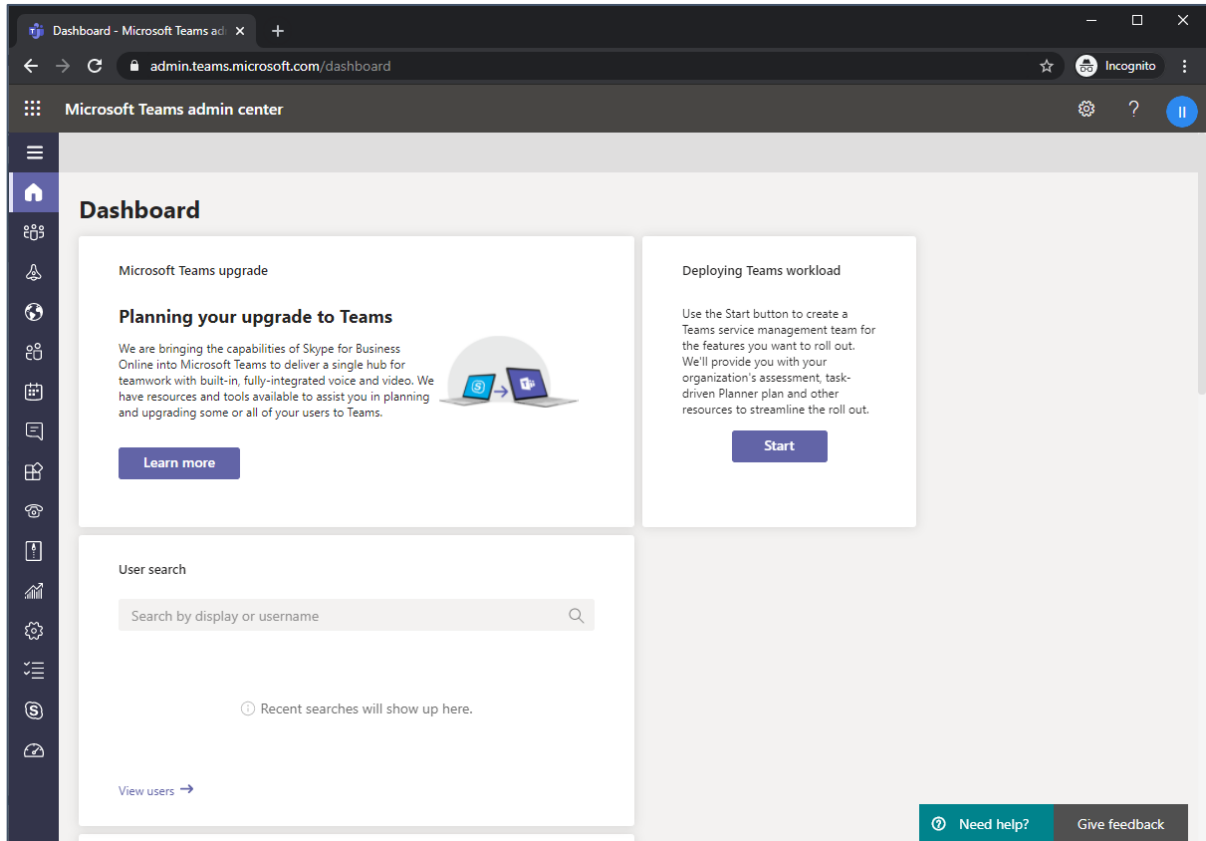 Dashboard - Microsoft Teams ad
admin.teams.microsoft.com/dashboard
Incognito
Microsoft Teams admin center
II
Dashboard
Microsoft Teams upgrade
Planning your upgrade to Teams
We are bringing the capabilities of Skype for Business
Online into Microsoft Teams to deliver a single hub for
teamwork with built-in, fully-integrated voice and video. We
have resources and tools available to assist you in planning
and upgrading some or all of your users to Teams.
Learn more
Deploying Teams workload
Use the Start button to create a
Teams service management team for
the features you want to roll out.
We'll provide you with your
organization's assessment, task-
driven Planner plan and other
resources to streamline the roll out.
Start
User search
Search by display or username
Recent searches will show up here.
View users
Need help?
Give feedback